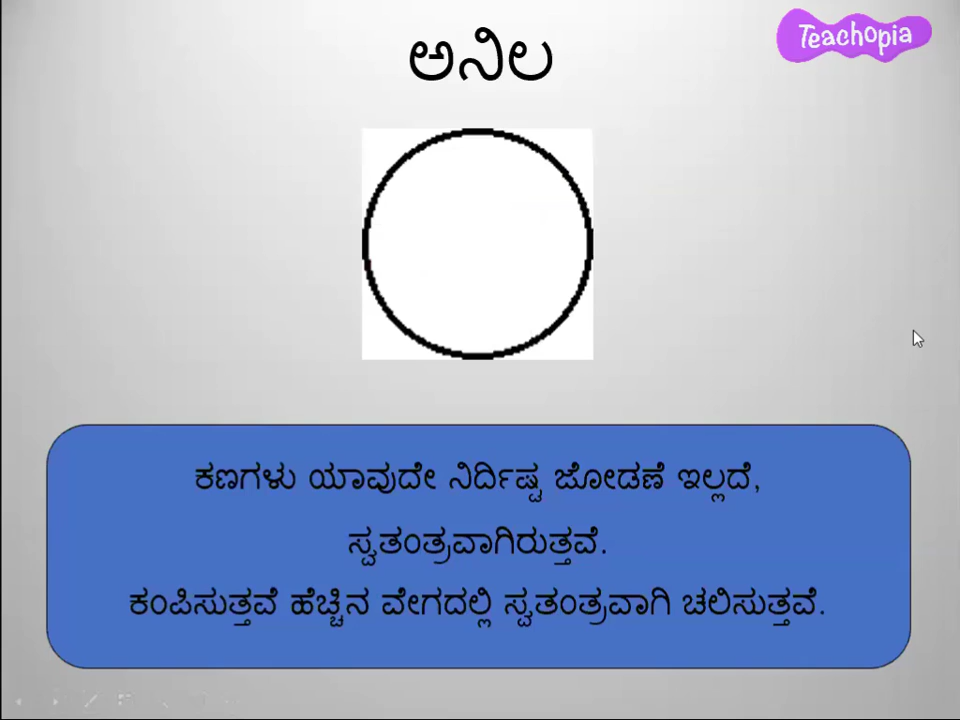 Teachopia
ಅನಿಲ
ಕಣಗಳು ಯಾವುದೇ ನಿರ್ದಿಷ್ಟ ಜೋಡಣೆ ಇಲ್ಲದೆ,
ಸ್ವತಂತ್ರವಾಗಿರುತ್ತವೆ.
ಕಂಪಿಸುತ್ತವೆ ಹೆಚ್ಚಿನ ವೇಗದಲ್ಲಿ ಸ್ವತಂತ್ರವಾಗಿ ಚಲಿಸುತ್ತವೆ.